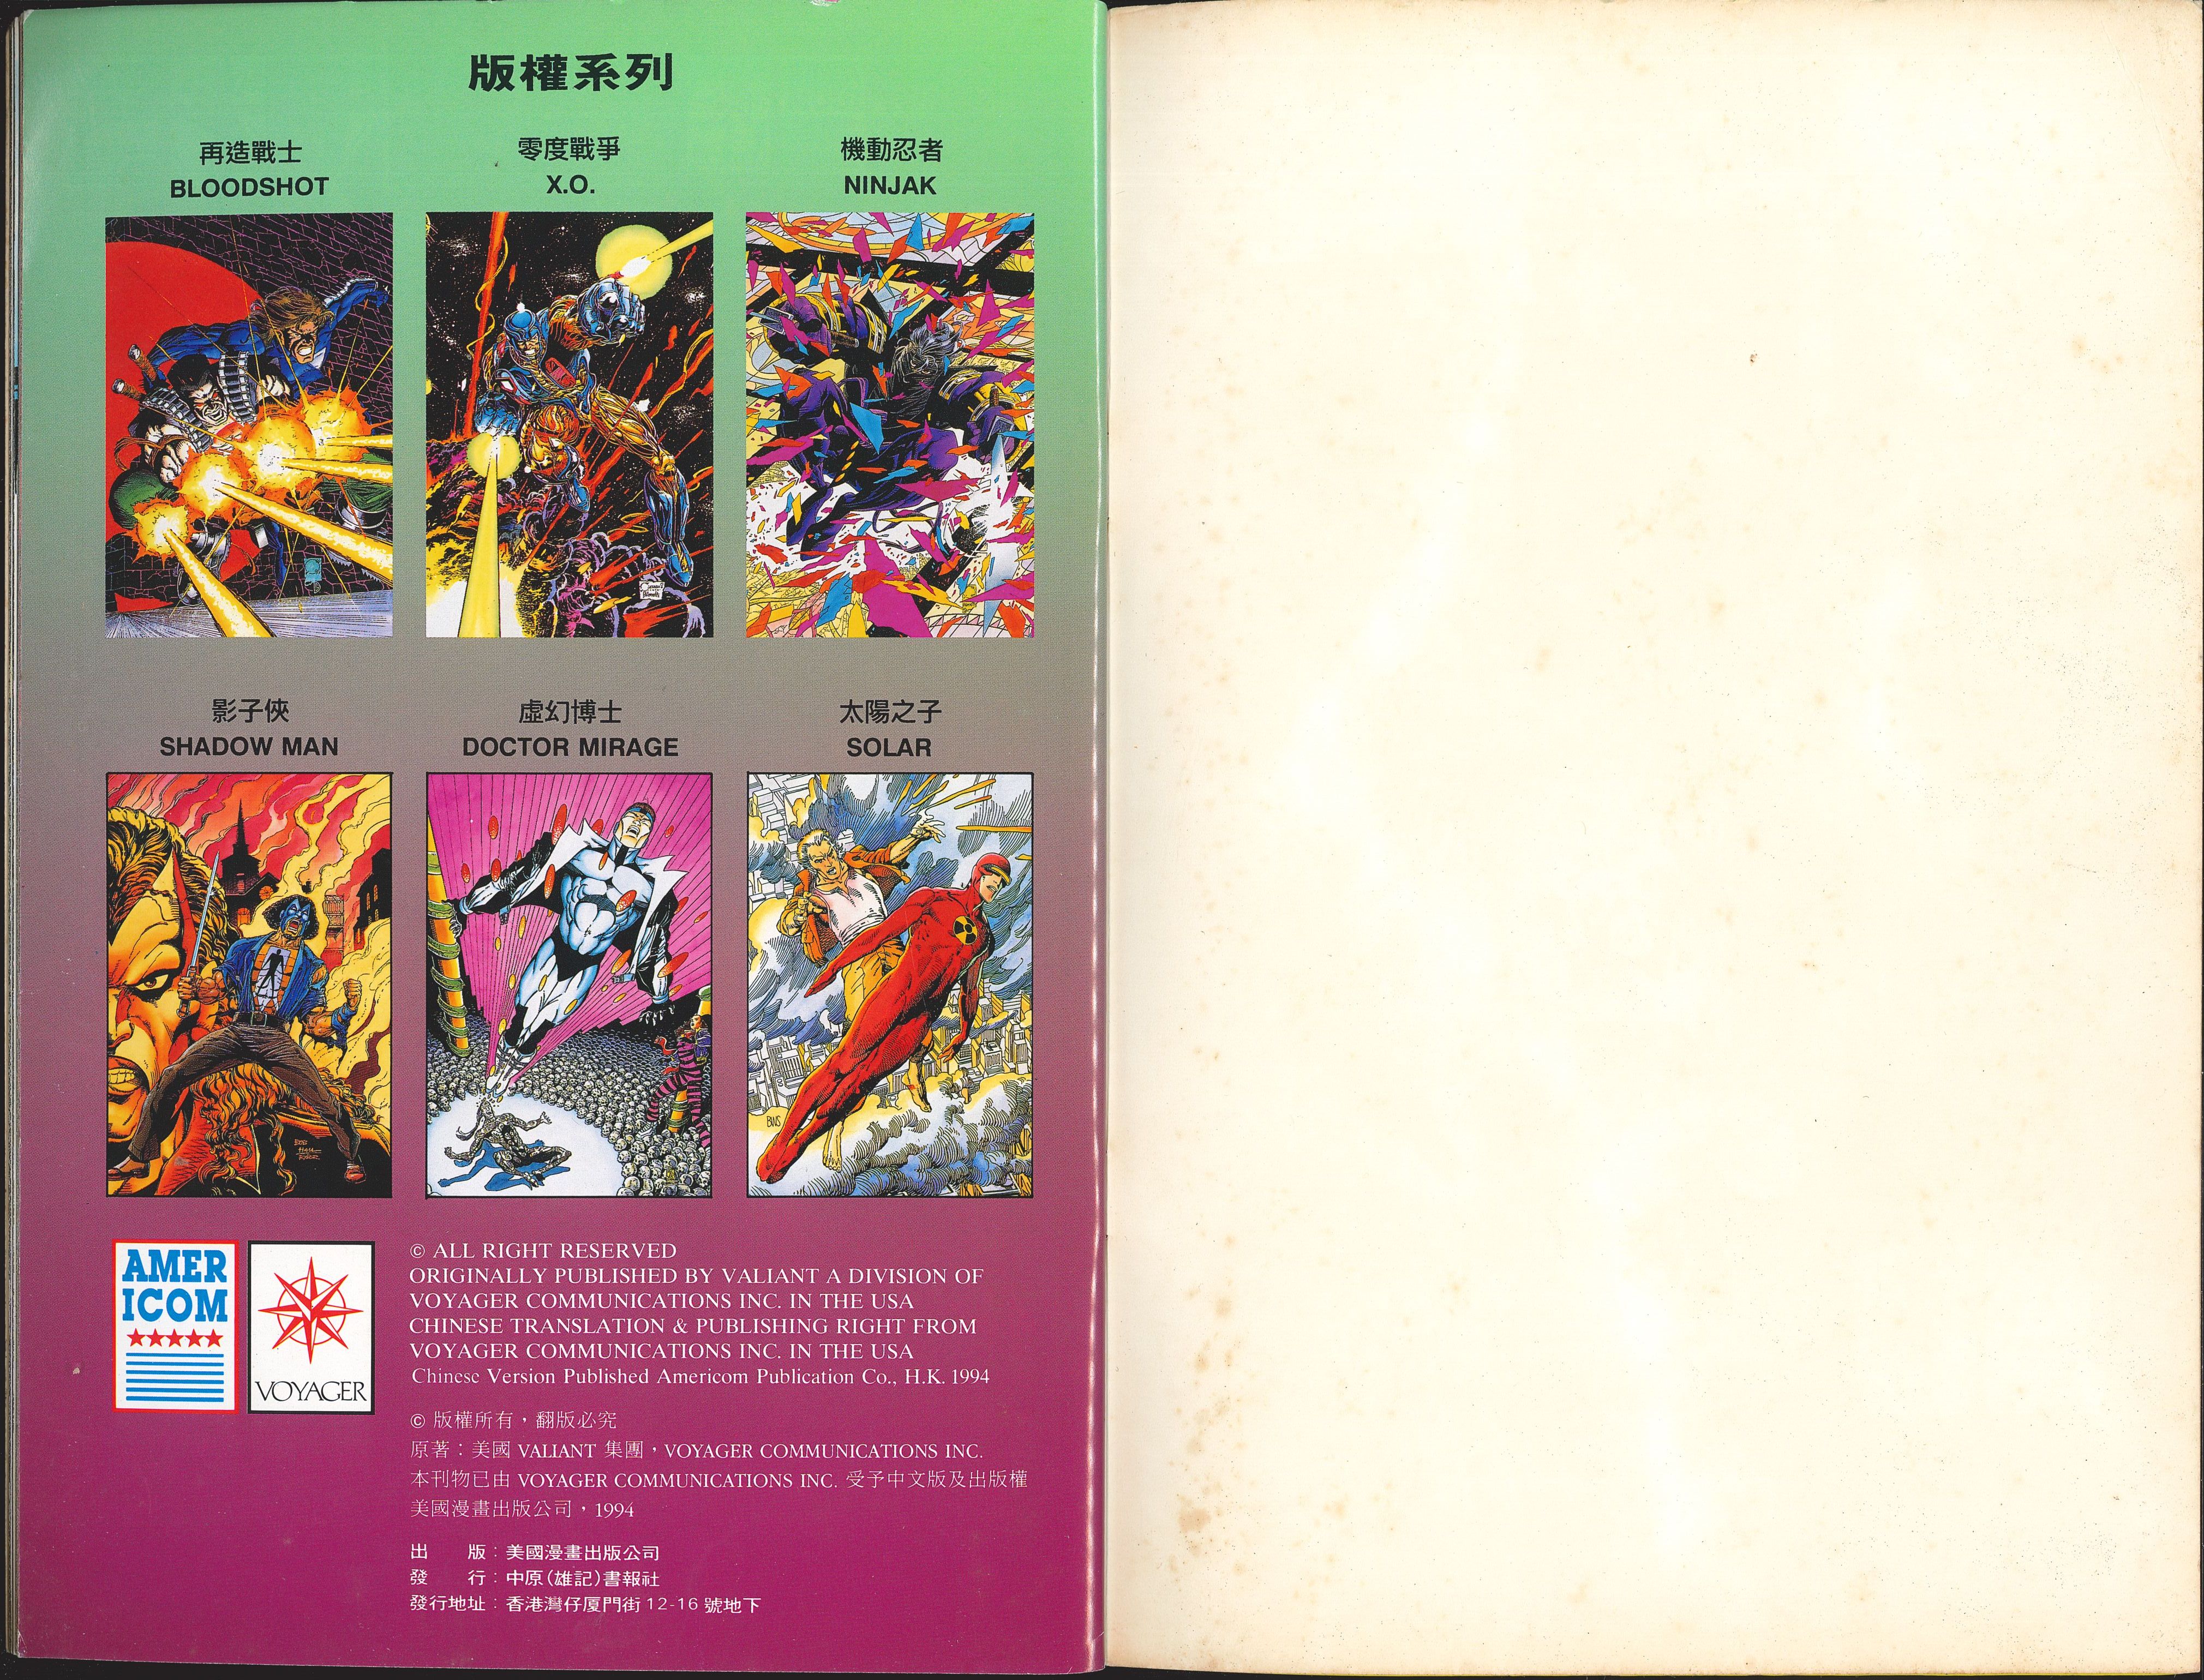 版權系列
再造戰士
BLOODSHOT
零度戰爭
X.O.
機動忍者
NINJAK
影子俠
SHADOW MAN
虛幻博士
DOCTOR MIRAGE
太陽之子
SOLAR
BWS
AMER
ICOM
VOYAGER
© ALL RIGHT RESERVED
ORIGINALLY PUBLISHED BY VALIANT A DIVISION OF
VOYAGER COMMUNICATIONS INC. IN THE USA
CHINESE TRANSLATION & PUBLISHING RIGHT FROM
VOYAGER COMMUNICATIONS INC. IN THE USA
Chinese Version Published Americom Publication Co., H.K. 1994
© 版權所有，翻版必究
原著：美國 VALIANT 集團，VOYAGER COMMUNICATIONS INC.
本刊物已由 VOYAGER COMMUNICATIONS INC. 受予中文版及出版權
美國漫畫出版公司，1994
出　　版：美國漫畫出版公司
發　　行：中原(雄記)書報社
發行地址：香港灣仔厦門街 12-16 號地下